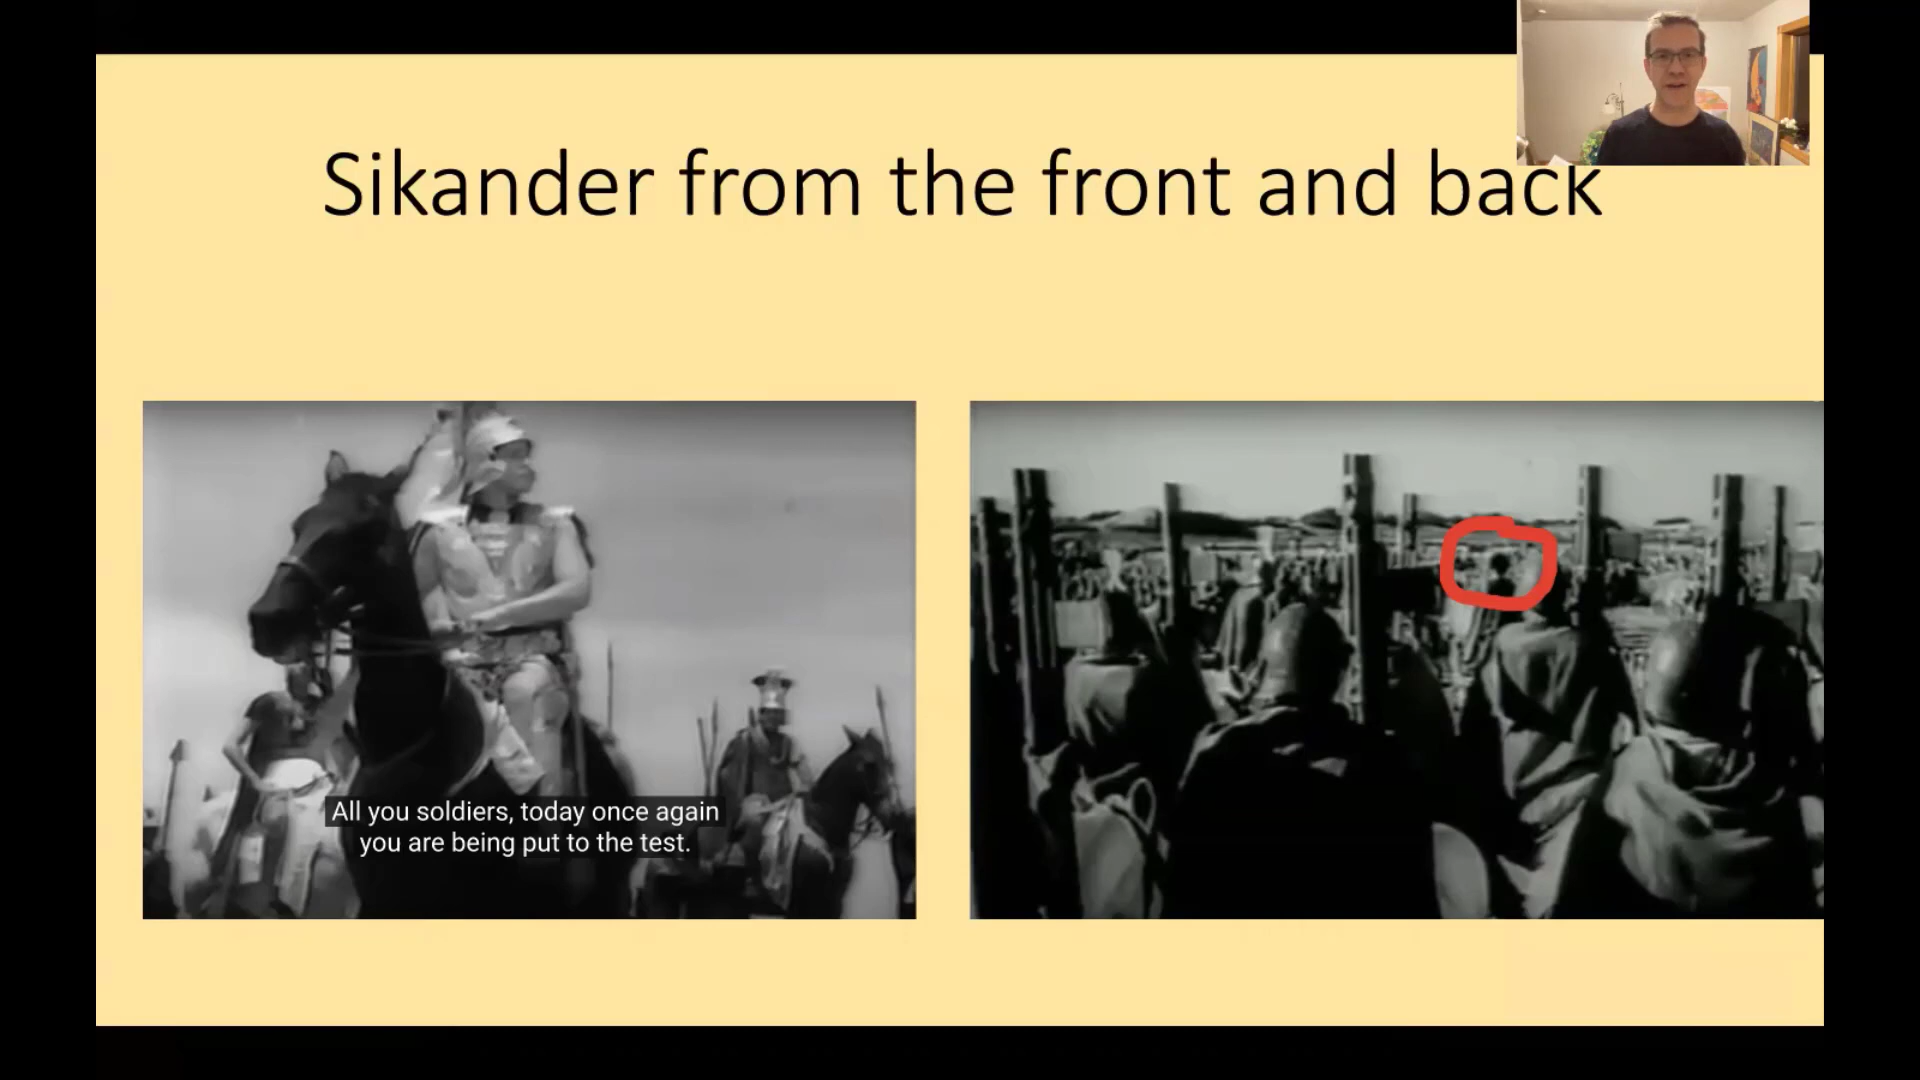 Sikander from the front and back
All you soldiers, today once again
you are being put to the test.